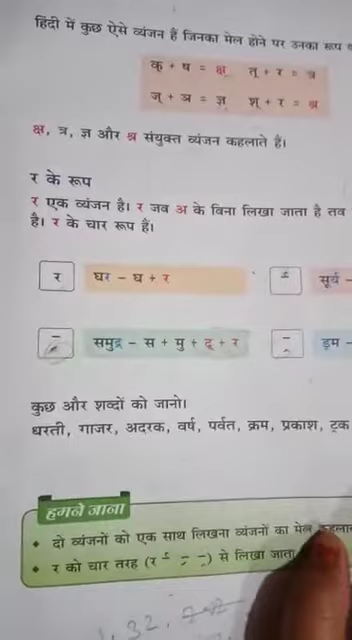 हिंदी में कुछ ऐसे व्यंजन हैं जिनका मेल होने पर उनका रूप
क् + ष = क्ष त् + र = त्र
ज् + ञ = ज्ञ श् + र = श्र
क्ष, त्र, ज्ञ और श्र संयुक्त व्यंजन कहलाते हैं।
र के रूप
र एक व्यंजन है। र जब अ के बिना लिखा जाता है तब
है। र के चार रूप हैं।
र घर – घ + र सूर्य –
समुद्र – स + मु + द् + र ड्रम –
कुछ और शब्दों को जानो।
धरती, गाजर, अदरक, वर्ष, पर्वत, क्रम, प्रकाश, ट्रक
हमने जाना
• दो व्यंजनों को एक साथ लिखना व्यंजनों का मेल
• र को चार तरह (र) से लिखा जाता
32,